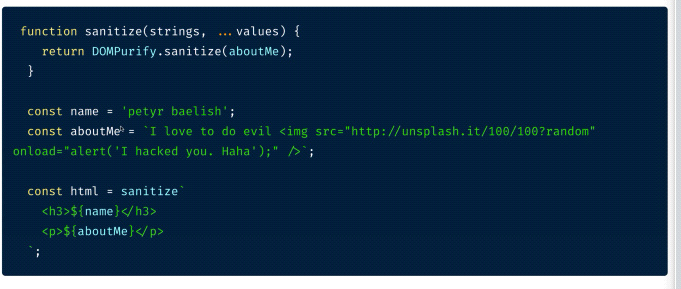 function sanitize(strings, ...values) {
return DOMPurify.sanitize(aboutMe);
}
const name = 'petyr baelish';
const aboutMe = `I love to do evil <img src="http://unsplash.it/100/100?random"
onload="alert('I hacked you. Haha');" />`;
const html = sanitize`
<h3>${name}</h3>
<p>${aboutMe}</p>
`;